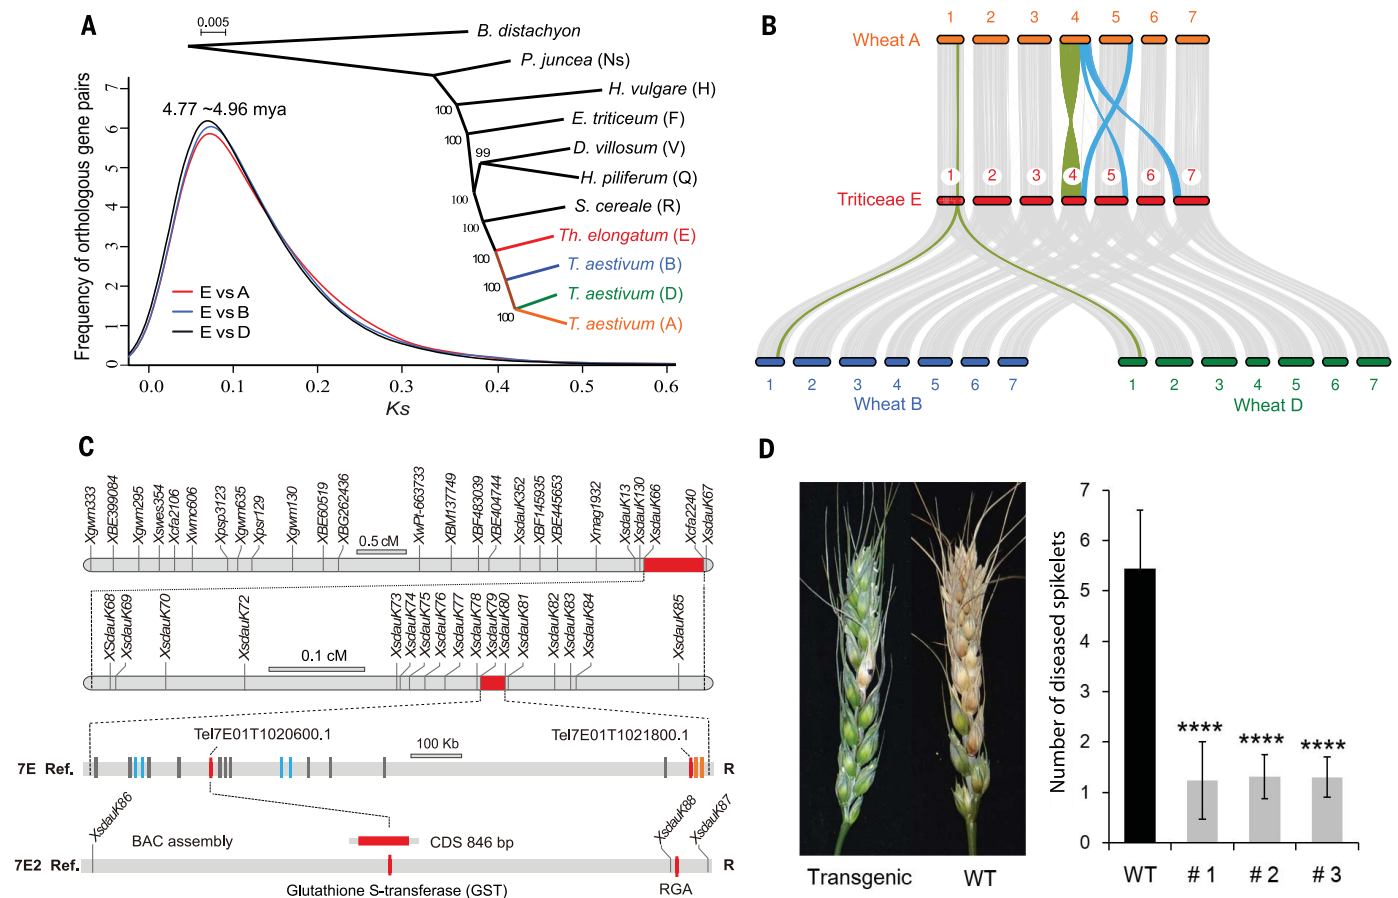 A
0.005
B. distachyon
P. juncea (Ns)
H. vulgare (H)
E. triticeum (F)
D. villosum (V)
H. piliferum (Q)
S. cereale (R)
Th. elongatum (E)
T. aestivum (B)
T. aestivum (D)
T. aestivum (A)
100
100
99
100
100
100
100
100
4.77 ~4.96 mya
Frequency of orthologous gene pairs
7
6
5
4
3
2
1
0
E vs A
E vs B
E vs D
0.0 0.1 0.2 0.3 0.4 0.5 0.6
Ks
B
1 2 3 4 5 6 7
Wheat A
1 2 3 4 5 6 7
Triticeae E
1 2 3 4 5 6 7
Wheat B
1 2 3 4 5 6 7
Wheat D
C
Xgwm333
XBE399084
Xgwm295
Xswes354
Xcfa2106
Xwmc606
Xpsp3123
Xgwm635
Xpsr129
Xgwm130
XBE60519
XBG262436
XwPt-663733
XBM137749
XBF483039
XBE404744
XsdauK352
XBF145935
XBE445653
Xmag1932
XsdauK13
XsdauK130
XsdauK66
Xcfa2240
XsdauK67
0.5 cM
XSdauK68
XsdauK69
XsdauK70
XsdauK72
XsdauK73
XsdauK74
XsdauK75
XsdauK76
XsdauK77
XsdauK78
XsdauK79
XsdauK80
XsdauK81
XsdauK82
XsdauK83
XsdauK84
XsdauK85
0.1 cM
Tel7E01T1020600.1
100 Kb
Tel7E01T1021800.1
7E Ref. R
XsdauK86
BAC assembly
CDS 846 bp
XsdauK88
XsdauK87
7E2 Ref. R
Glutathione S-transferase (GST)
RGA
D
Transgenic WT
Number of diseased spikelets
7
6
5
4
3
2
1
0
**** **** ****
WT # 1 # 2 # 3